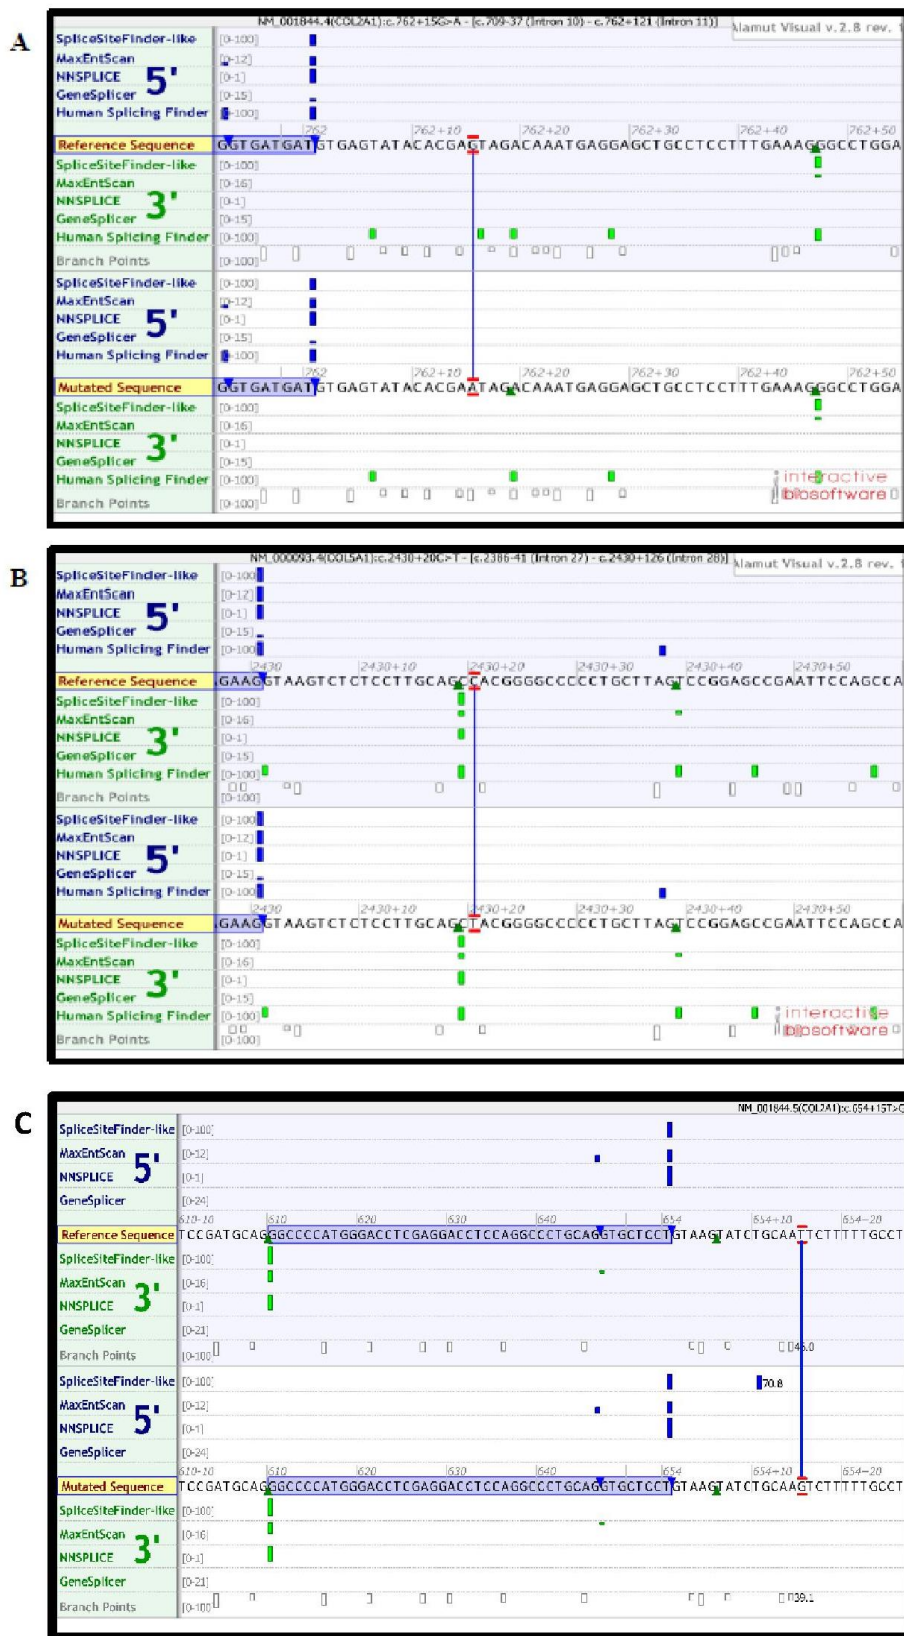 A
NM_001844.4(COL2A1):c.762+15G>A - [c.709-37 (Intron 10) - c.762+121 (Intron 11)]
Alamut Visual v.2.8 rev. 1
SpliceSiteFinder-like [0-100]
MaxEntScan [0-12]
NNSPLICE [0-1]
GeneSplicer [0-15]
Human Splicing Finder [0-100]
5'
762 762+10 762+20 762+30 762+40 762+50
Reference Sequence GGTGATGATGTGAGTATACACGAGTAGACAAATGAGGAGCTGCCTCCTTTGAAAGGGCCTGGA
SpliceSiteFinder-like [0-100]
MaxEntScan [0-16]
NNSPLICE [0-1]
GeneSplicer [0-15]
Human Splicing Finder [0-100]
3'
Branch Points [0-100]
SpliceSiteFinder-like [0-100]
MaxEntScan [0-12]
NNSPLICE [0-1]
GeneSplicer [0-15]
Human Splicing Finder [0-100]
5'
762 762+10 762+20 762+30 762+40 762+50
Mutated Sequence GGTGATGATGTGAGTATACACGAATAGACAAATGAGGAGCTGCCTCCTTTGAAAGGGCCTGGA
SpliceSiteFinder-like [0-100]
MaxEntScan [0-16]
NNSPLICE [0-1]
GeneSplicer [0-15]
Human Splicing Finder [0-100]
3'
interactive
Branch Points [0-100]
biosoftware
B
NM_000093.4(COL5A1):c.2430+20C>T - [c.2386-41 (Intron 27) - c.2430+126 (Intron 28)]
Alamut Visual v.2.8 rev. 1
SpliceSiteFinder-like [0-100]
MaxEntScan [0-12]
NNSPLICE [0-1]
GeneSplicer [0-15]
Human Splicing Finder [0-100]
5'
2430 2430+10 2430+20 2430+30 2430+40 2430+50
Reference Sequence GAAGGTAAGTCTCTCCTTGCAGCCACGGGGCCCCCTGCTTAGTCCGGAGCCGAATTCCAGCCA
SpliceSiteFinder-like [0-100]
MaxEntScan [0-16]
NNSPLICE [0-1]
GeneSplicer [0-15]
Human Splicing Finder [0-100]
3'
Branch Points [0-100]
SpliceSiteFinder-like [0-100]
MaxEntScan [0-12]
NNSPLICE [0-1]
GeneSplicer [0-15]
Human Splicing Finder [0-100]
5'
2430 2430+10 2430+20 2430+30 2430+40 2430+50
Mutated Sequence GAAGGTAAGTCTCTCCTTGCAGCTACGGGGCCCCCTGCTTAGTCCGGAGCCGAATTCCAGCCA
SpliceSiteFinder-like [0-100]
MaxEntScan [0-16]
NNSPLICE [0-1]
GeneSplicer [0-15]
Human Splicing Finder [0-100]
3'
interactive
Branch Points [0-100]
biosoftware
C
NM_001844.5(COL2A1):c.654+15T>G
SpliceSiteFinder-like [0-100]
MaxEntScan [0-12]
NNSPLICE [0-1]
GeneSplicer [0-24]
5'
610-10 610 620 630 640 654 654+10 654+20
Reference Sequence TCCGATGCAGGGCCCCATGGGACCTCGAGGACCTCCAGGCCCTGCAGGTGCTCCTGTAAGTATCTGCAATTCTTTTTGCCT
SpliceSiteFinder-like [0-100]
MaxEntScan [0-16]
NNSPLICE [0-1]
GeneSplicer [0-21]
3'
Branch Points [0-100]
SpliceSiteFinder-like [0-100] 70.8
MaxEntScan [0-12]
NNSPLICE [0-1]
GeneSplicer [0-24]
5'
610-10 610 620 630 640 654 654+10 654+20
Mutated Sequence TCCGATGCAGGGCCCCATGGGACCTCGAGGACCTCCAGGCCCTGCAGGTGCTCCTGTAAGTATCTGCAAGTCTTTTTGCCT
SpliceSiteFinder-like [0-100]
MaxEntScan [0-16]
NNSPLICE [0-1]
GeneSplicer [0-21]
3'
Branch Points [0-100] 39.1